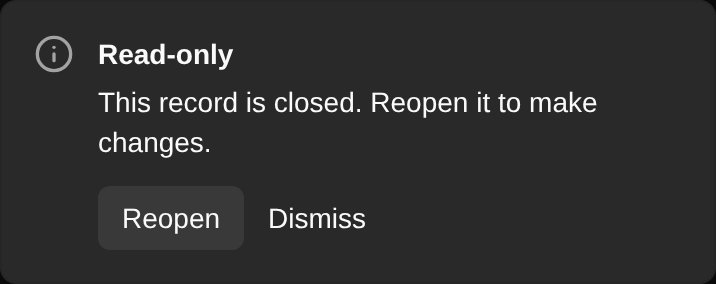 Read-only
This record is closed. Reopen it to make
changes.
Reopen
Dismiss